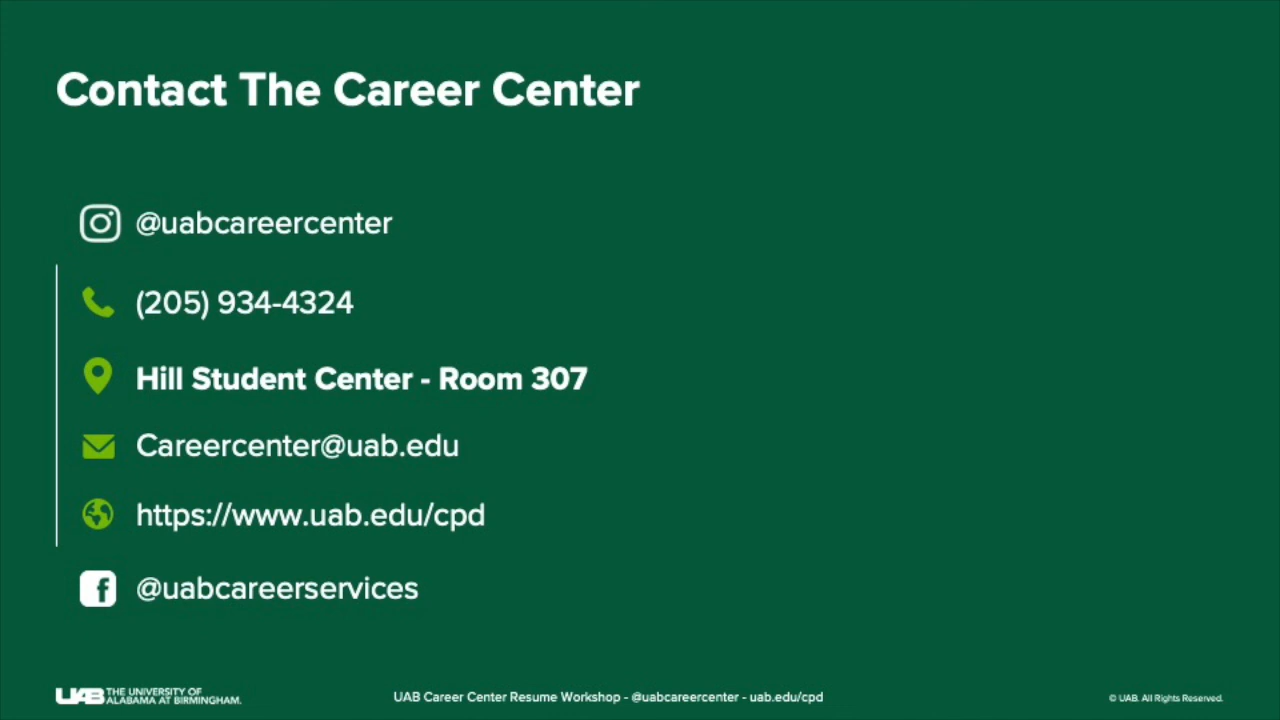 Contact The Career Center
@uabcareercenter
(205) 934-4324
Hill Student Center - Room 307
Careercenter@uab.edu
https://www.uab.edu/cpd
@uabcareerservices
UAB THE UNIVERSITY OF
ALABAMA AT BIRMINGHAM.
UAB Career Center Resume Workshop - @uabcareercenter - uab.edu/cpd
© UAB. All Rights Reserved.